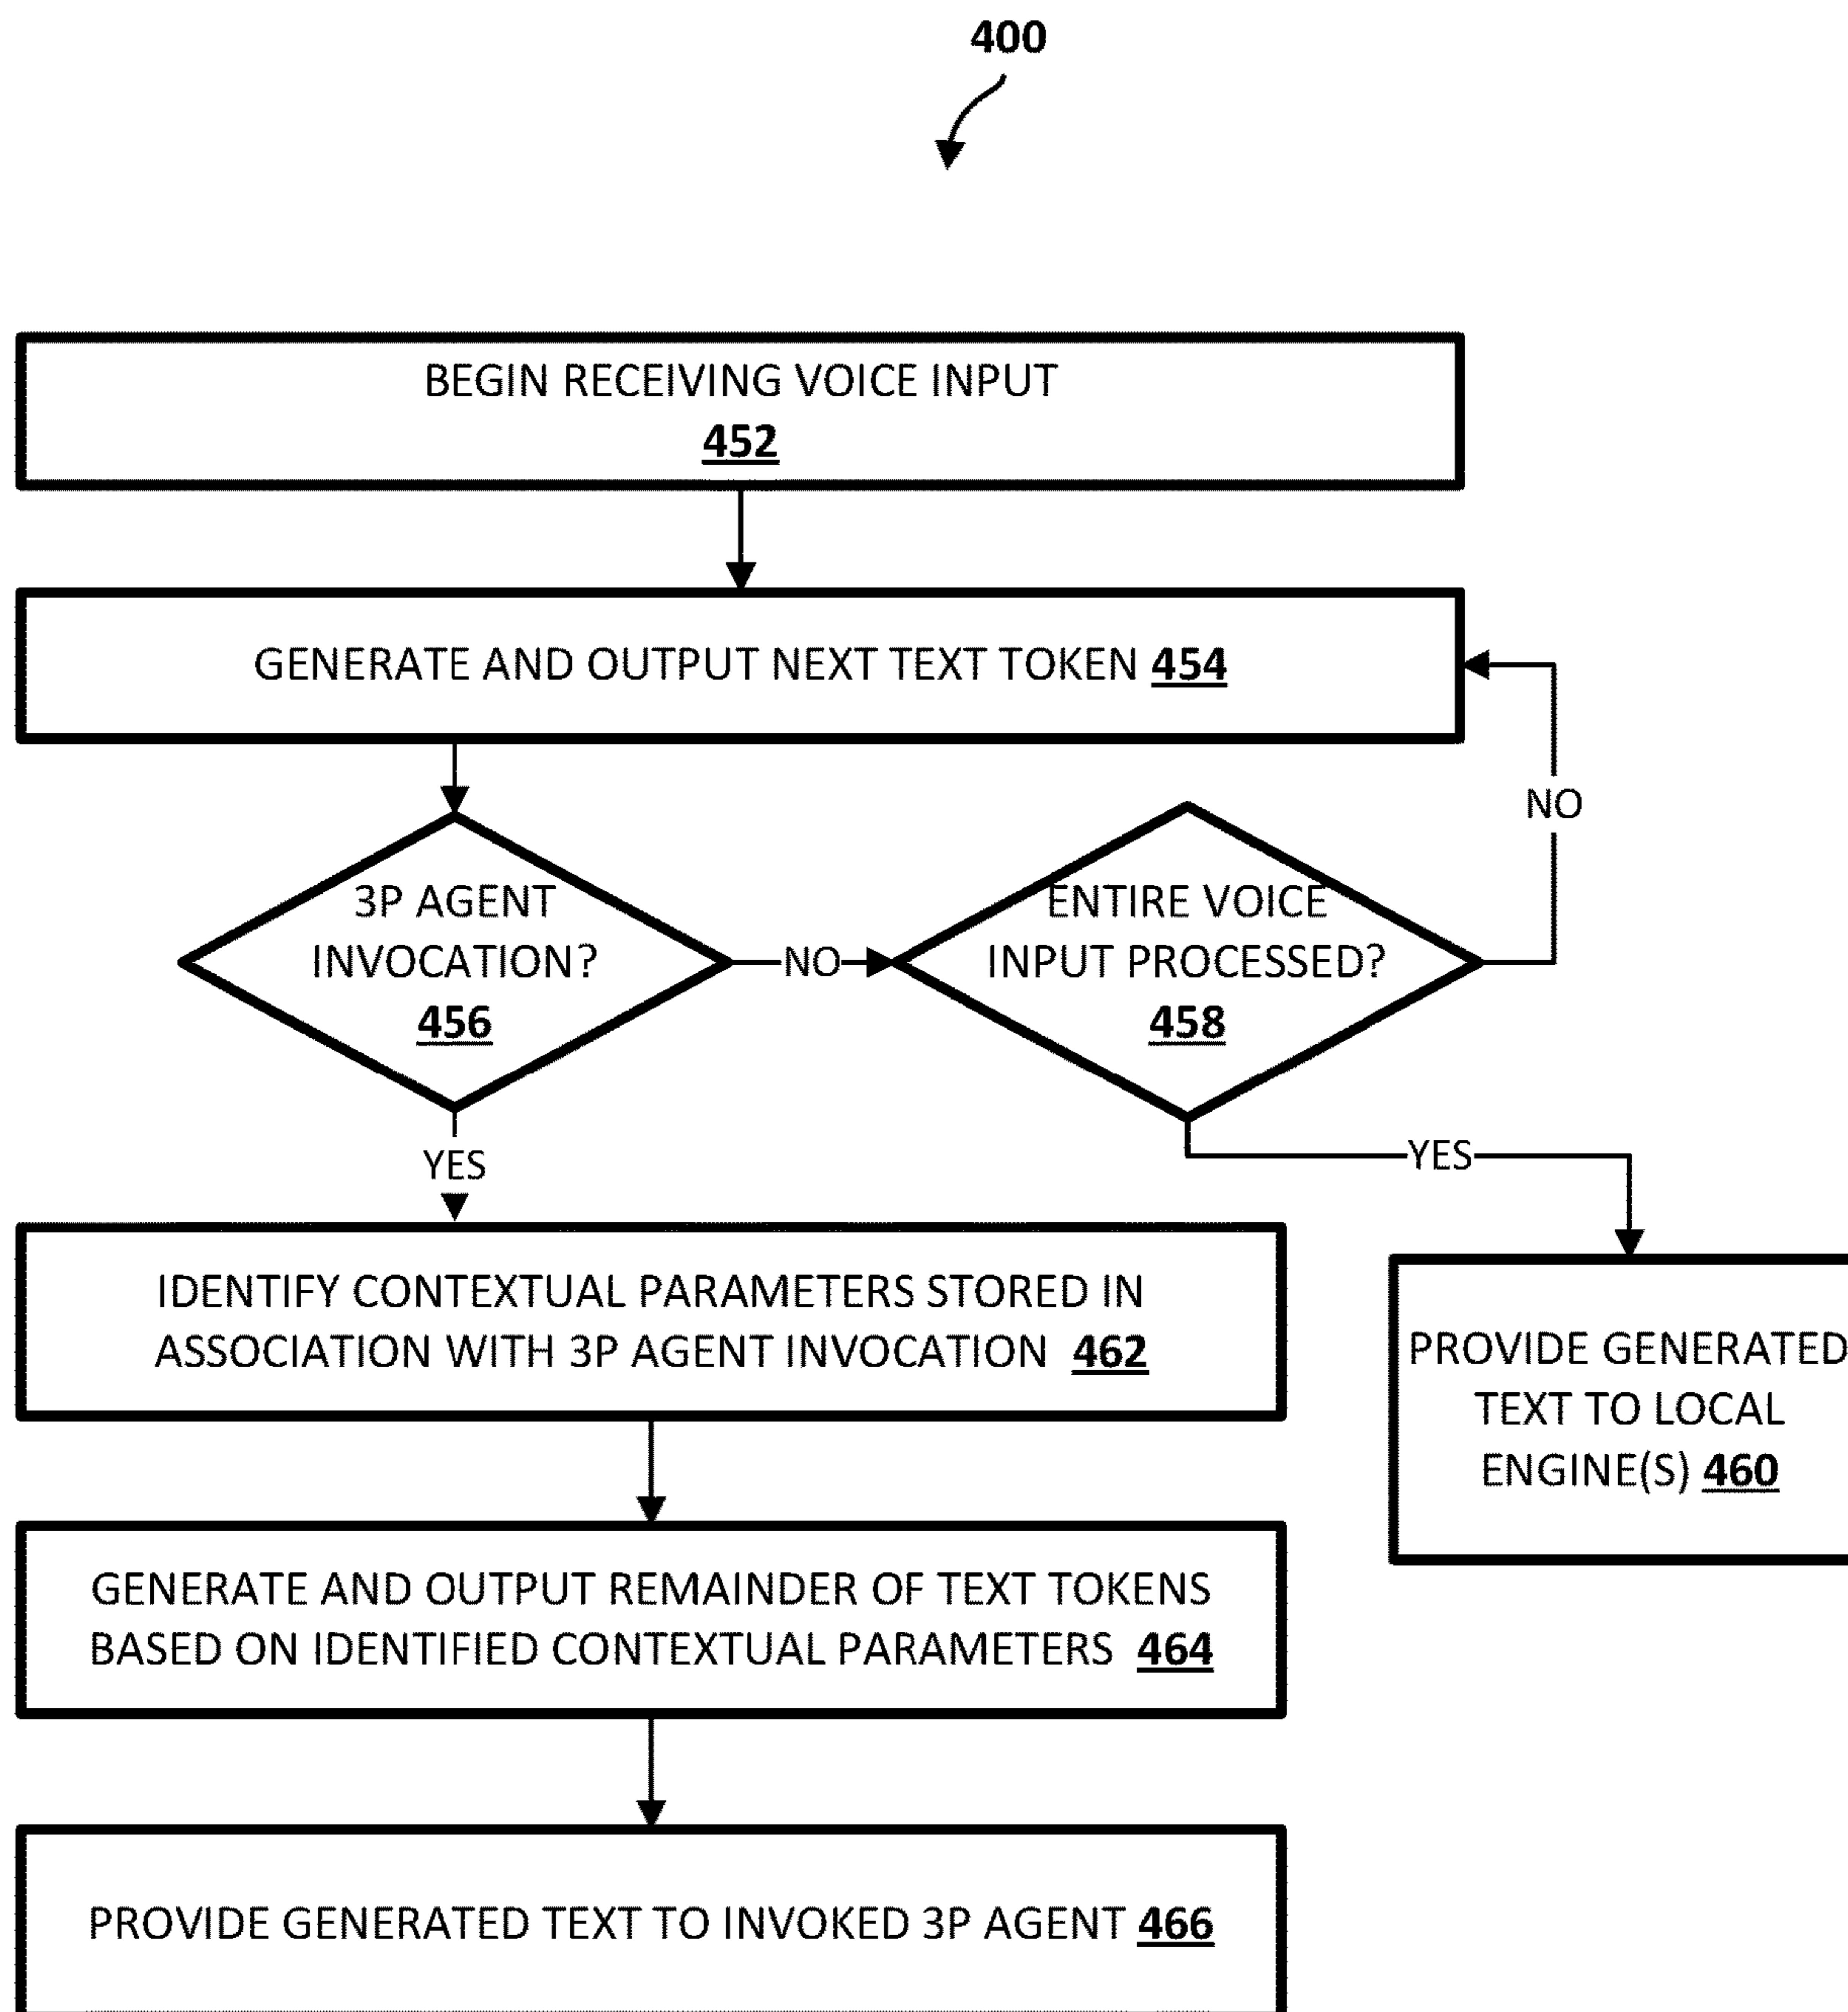 400
BEGIN RECEIVING VOICE INPUT
452
GENERATE AND OUTPUT NEXT TEXT TOKEN 454
NO
3P AGENT
INVOCATION?
456
NO
ENTIRE VOICE
INPUT PROCESSED?
458
YES
YES
IDENTIFY CONTEXTUAL PARAMETERS STORED IN
ASSOCIATION WITH 3P AGENT INVOCATION 462
PROVIDE GENERATED
TEXT TO LOCAL
ENGINE(S) 460
GENERATE AND OUTPUT REMAINDER OF TEXT TOKENS
BASED ON IDENTIFIED CONTEXTUAL PARAMETERS 464
PROVIDE GENERATED TEXT TO INVOKED 3P AGENT 466